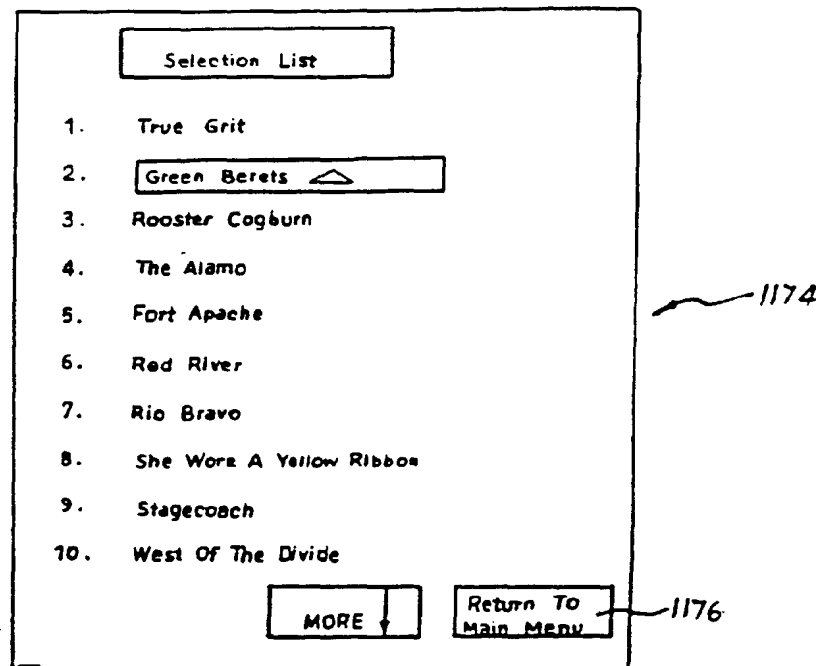 Selection List
1. True Grit
2. Green Berets
3. Rooster Cogburn
4. The Alamo
5. Fort Apache
6. Red River
7. Rio Bravo
8. She Wore A Yellow Ribbon
9. Stagecoach
10. West Of The Divide
MORE
Return To
Main Menu
1174
1176